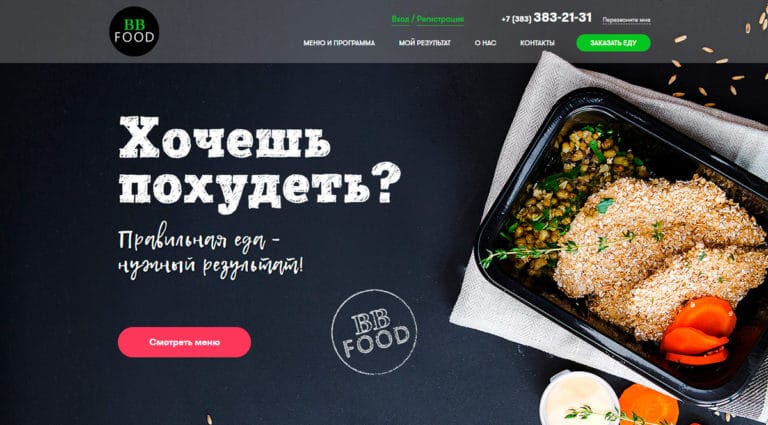 BB
FOOD
Вход / Регистрация
+7 (383) 383-21-31
Перезвоните мне
МЕНЮ И ПРОГРАММА
МОЙ РЕЗУЛЬТАТ
О НАС
КОНТАКТЫ
ЗАКАЗАТЬ ЕДУ
Хочешь
похудеть?
Правильная еда -
нужный результат!
BB
FOOD
Смотреть меню